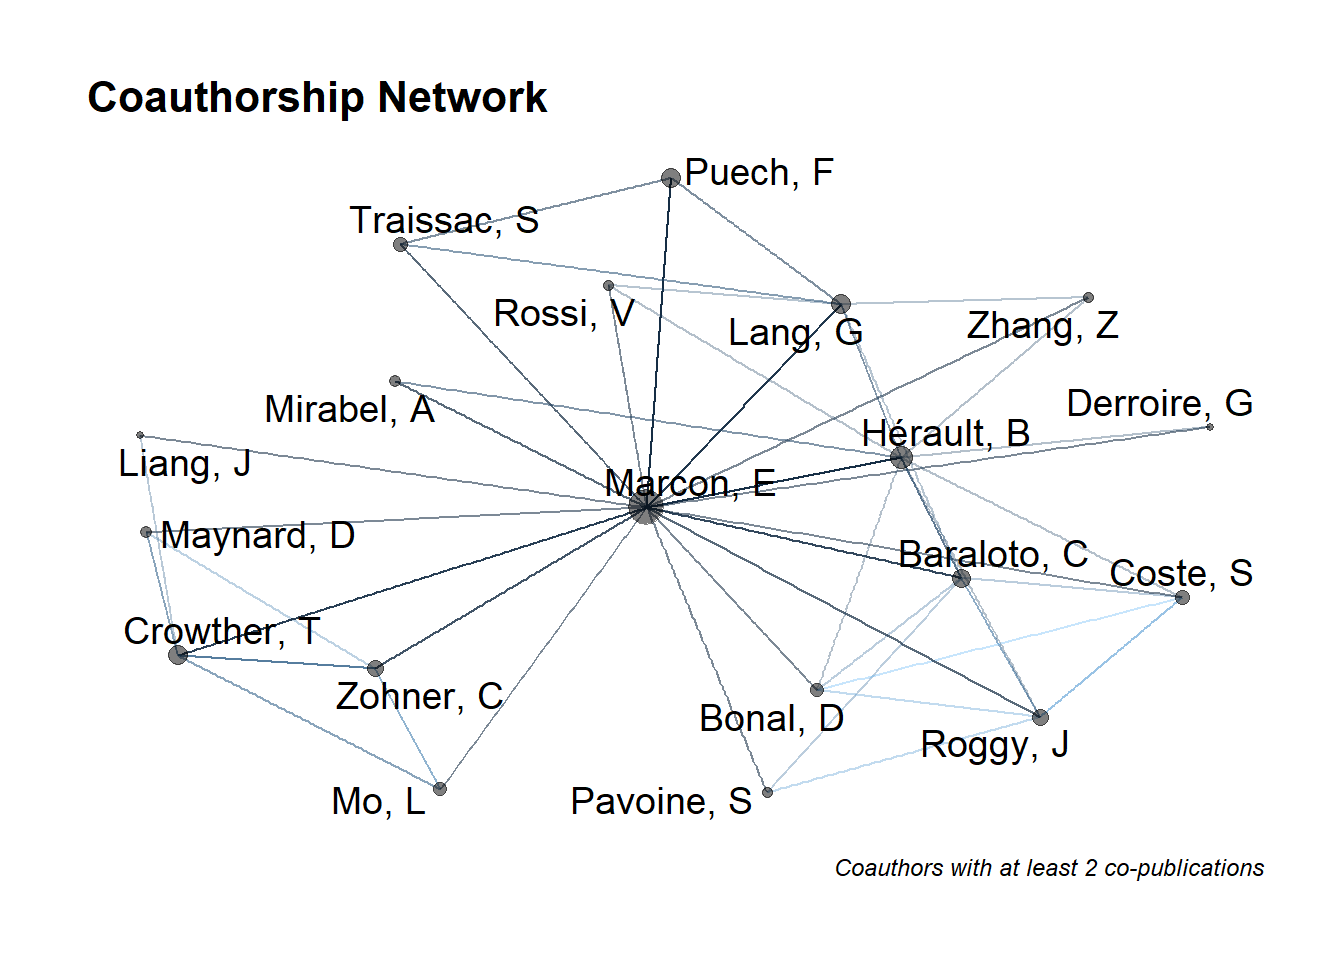 Coauthorship Network
Puech, F
Traissac, S
Rossi, V
Lang, G
Zhang, Z
Mirabel, A
Derroire, G
Hérault, B
Liang, J
Marcon, E
Maynard, D
Baraloto, C
Coste, S
Crowther, T
Zohner, C
Bonal, D
Roggy, J
Mo, L
Pavoine, S
Coauthors with at least 2 co-publications